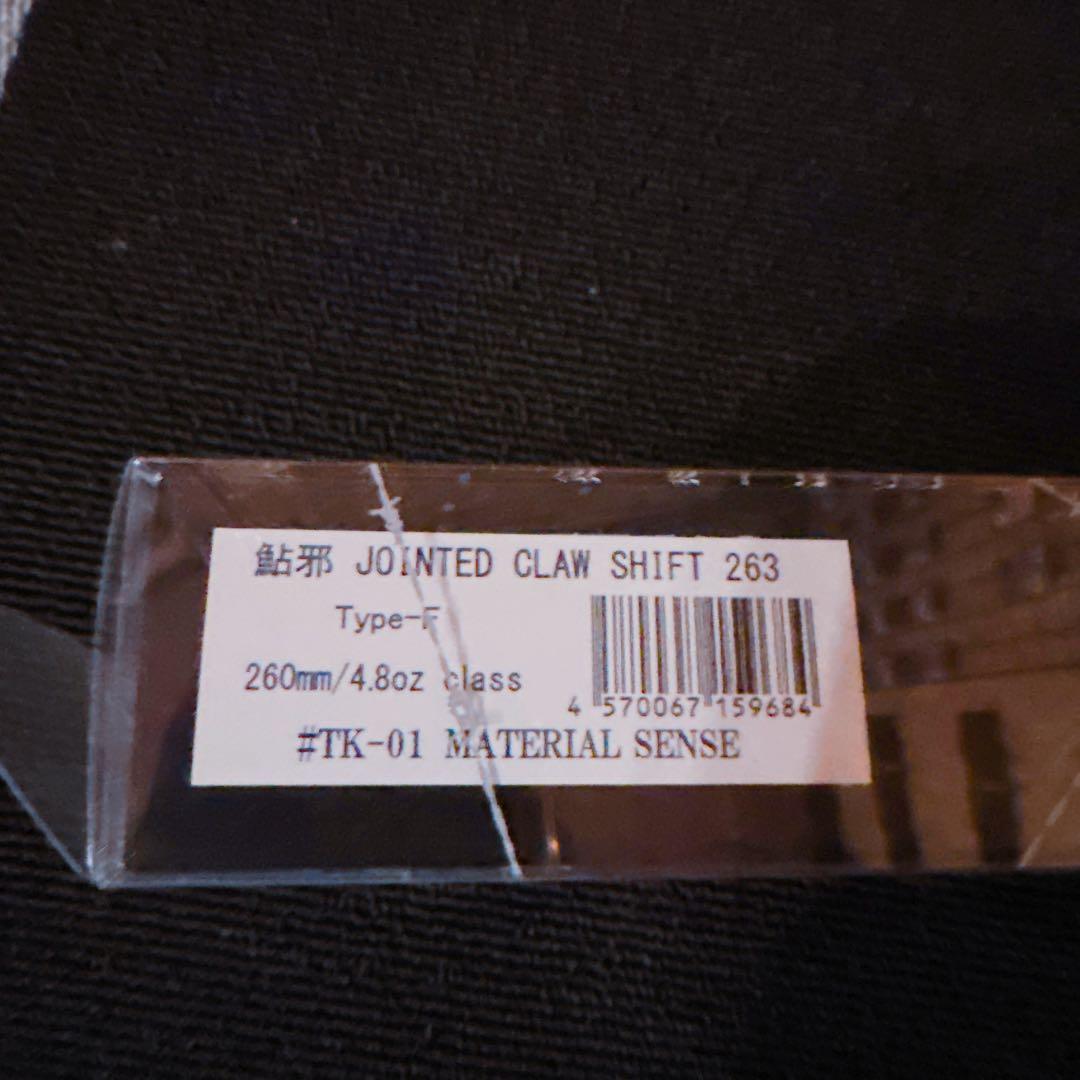 鮎邪 JOINTED CLAW SHIFT 263
Type-F
260mm/4.8oz class
4 570067 159684
#TK-01 MATERIAL SENSE